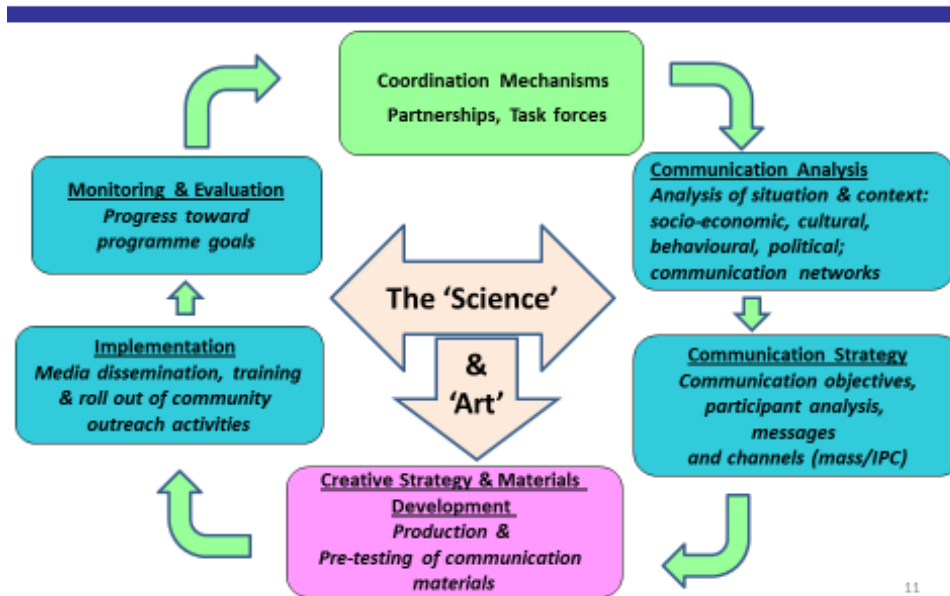 Coordination Mechanisms
Partnerships, Task forces
Communication Analysis
Analysis of situation & context:
socio-economic, cultural,
behavioural, political;
communication networks
Communication Strategy
Communication objectives,
participant analysis,
messages
and channels (mass/IPC)
Creative Strategy & Materials
Development
Production &
Pre-testing of communication
materials
Implementation
Media dissemination, training
& roll out of community
outreach activities
Monitoring & Evaluation
Progress toward
programme goals
The ‘Science’
&
‘Art’
11